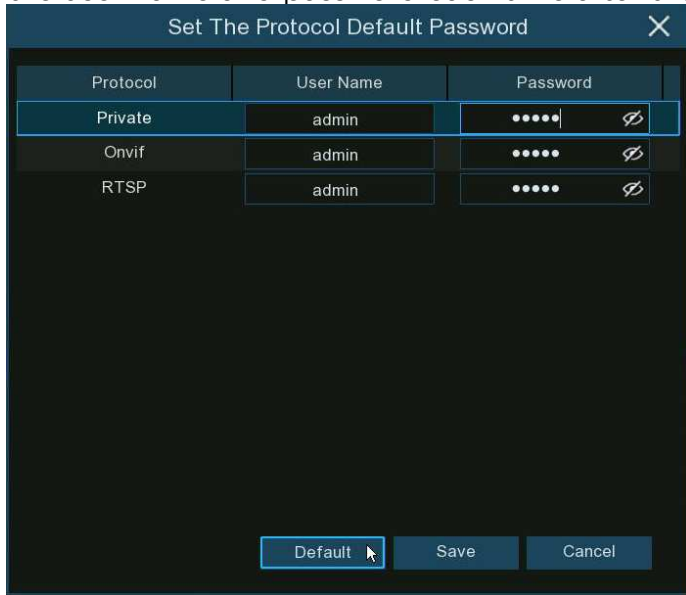 Set The Protocol Default Password
Protocol User Name Password
Private admin •••••
Onvif admin •••••
RTSP admin •••••
Default Save Cancel